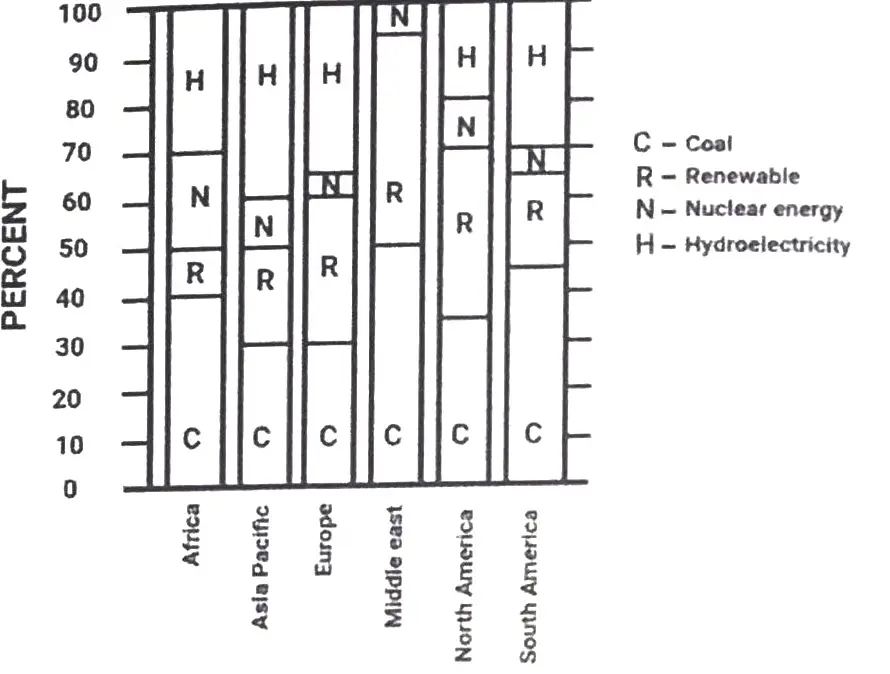 PERCENT
100
90
80
70
60
50
40
30
20
10
0
H H H N H H
N N N R N N
R R R R R
C C C C C C
Africa
Asia Pacific
Europe
Middle east
North America
South America
C – Coal
R – Renewable
N – Nuclear energy
H – Hydroelectricity